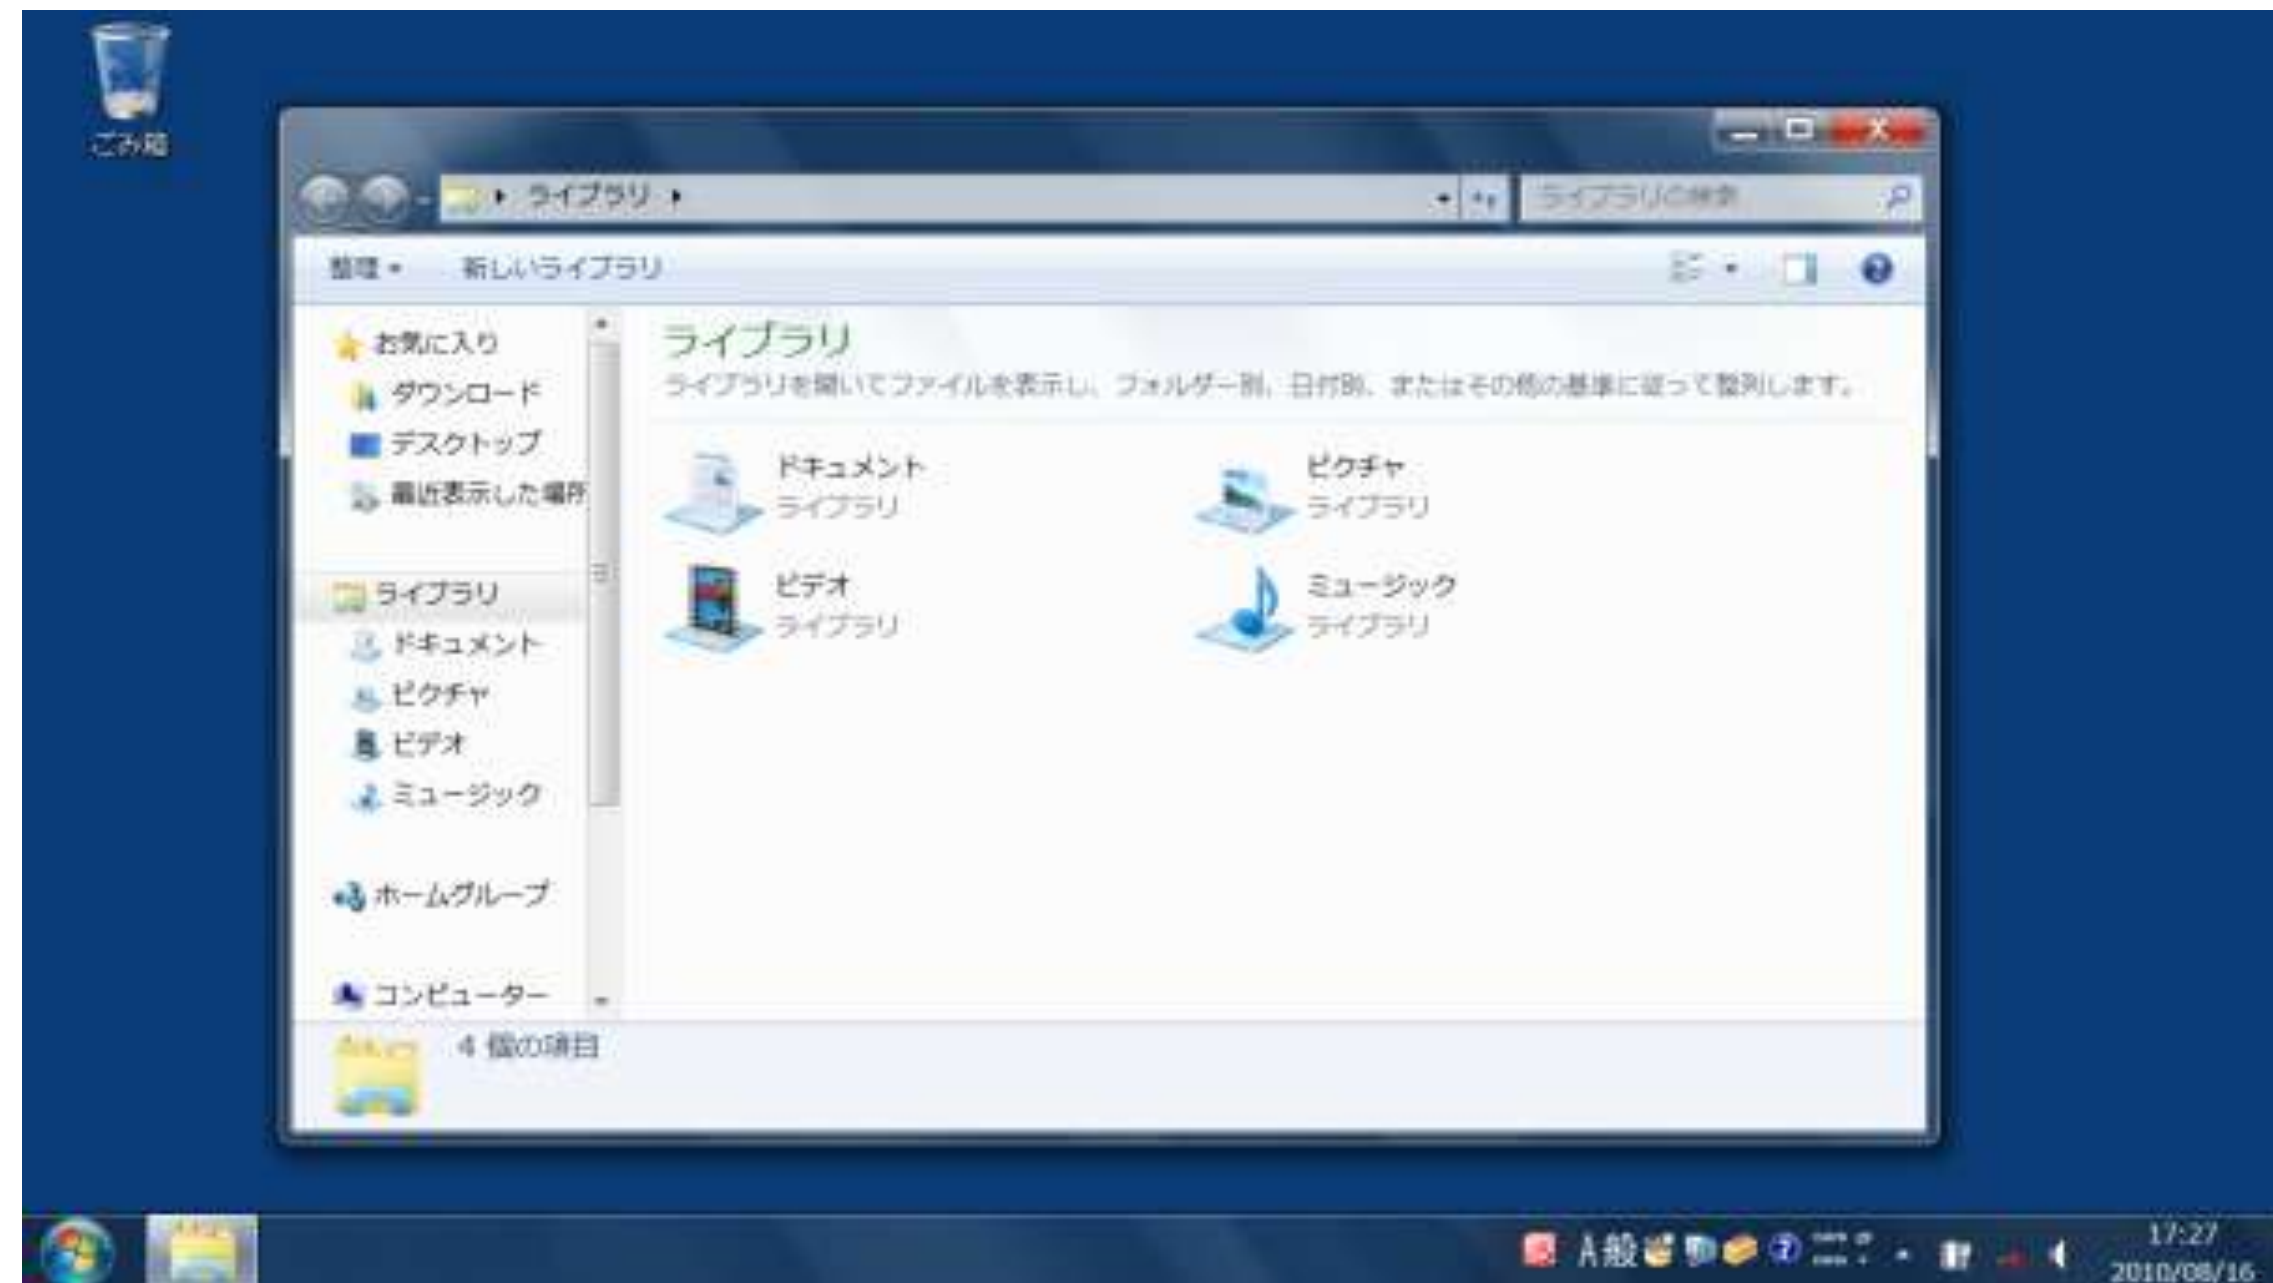 ごみ箱
ライブラリ
ライブラリの検索
整理
新しいライブラリ
お気に入り
ダウンロード
デスクトップ
最近表示した場所
ライブラリ
ドキュメント
ピクチャ
ビデオ
ミュージック
ホームグループ
コンピューター
ライブラリ
ライブラリを開いてファイルを表示し、フォルダー別、日付別、またはその他の基準に従って整列します。
ドキュメント
ライブラリ
ピクチャ
ライブラリ
ビデオ
ライブラリ
ミュージック
ライブラリ
4 個の項目
A 般
17:27
2010/08/16